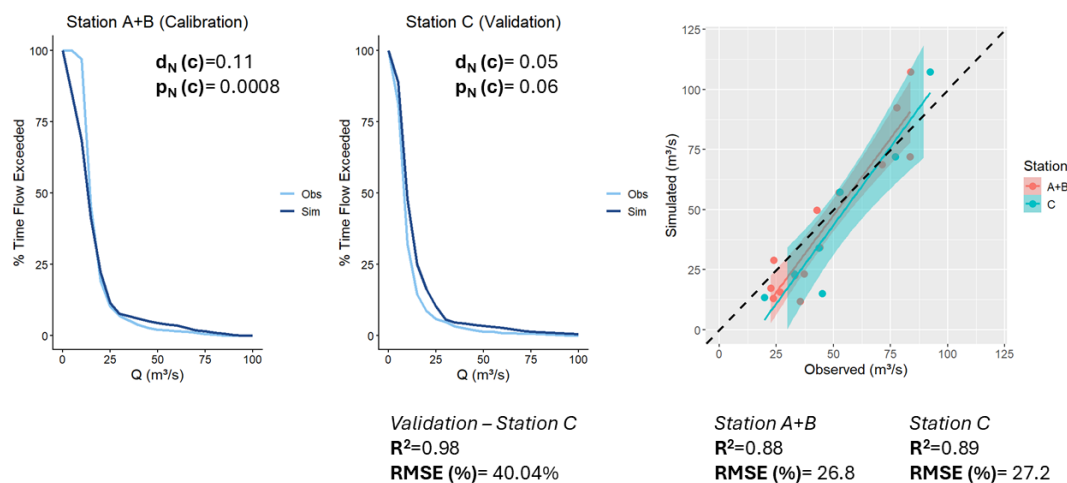 Station A+B (Calibration)
% Time Flow Exceeded
100
75
50
25
0
d_N (c)=0.11
p_N (c)= 0.0008
Obs
Sim
0 25 50 75 100
Q (m³/s)
Station C (Validation)
% Time Flow Exceeded
100
75
50
25
0
d_N (c)= 0.05
p_N (c)= 0.06
Obs
Sim
0 25 50 75 100
Q (m³/s)
Validation – Station C
R²=0.98
RMSE (%)= 40.04%
Simulated (m³/s)
125
100
75
50
25
0
Station
A+B
C
0 25 50 75 100 125
Observed (m³/s)
Station A+B
R²=0.88
RMSE (%)= 26.8
Station C
R²=0.89
RMSE (%)= 27.2